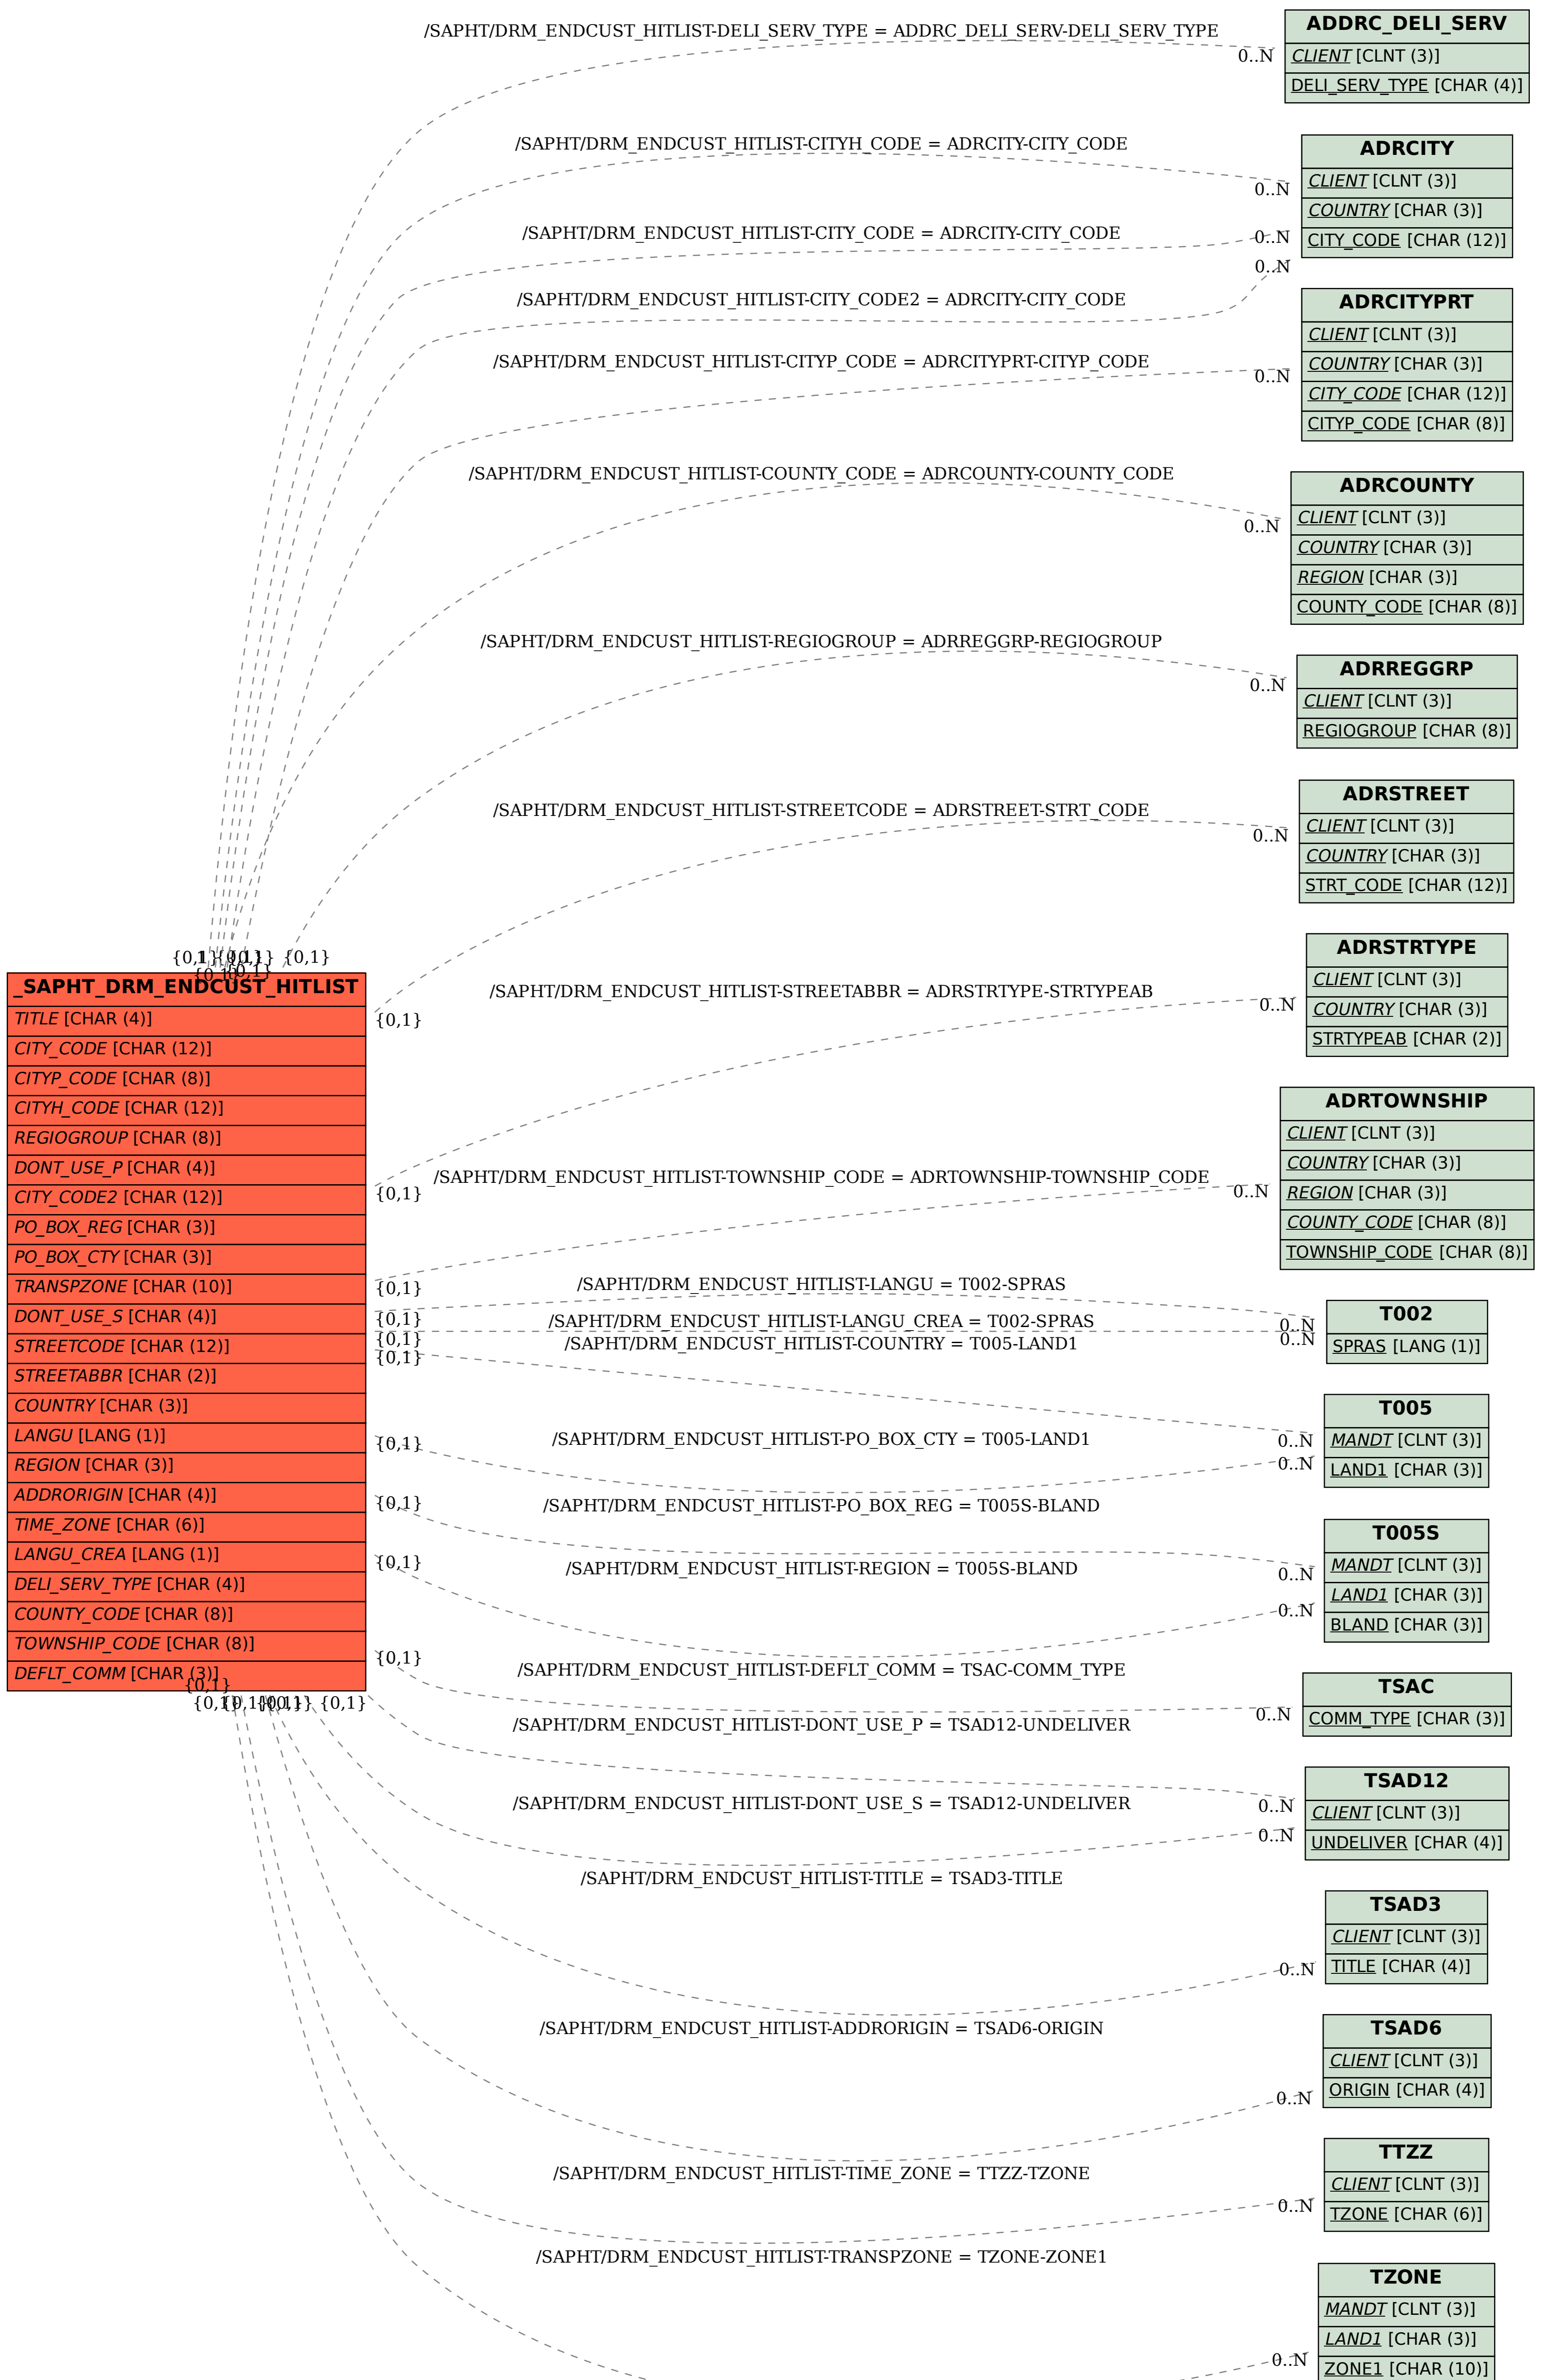 /SAPHT/DRM_ENDCUST_HITLIST-DELI_SERV_TYPE = ADDRC_DELI_SERV-DELI_SERV_TYPE
0..N
ADDRC_DELI_SERV
CLIENT [CLNT (3)]
DELI_SERV_TYPE [CHAR (4)]
/SAPHT/DRM_ENDCUST_HITLIST-CITYH_CODE = ADRCITY-CITY_CODE
0..N
/SAPHT/DRM_ENDCUST_HITLIST-CITY_CODE = ADRCITY-CITY_CODE
0..N
ADRCITY
CLIENT [CLNT (3)]
COUNTRY [CHAR (3)]
CITY_CODE [CHAR (12)]
0..N
/SAPHT/DRM_ENDCUST_HITLIST-CITY_CODE2 = ADRCITY-CITY_CODE
/SAPHT/DRM_ENDCUST_HITLIST-CITYP_CODE = ADRCITYPRT-CITYP_CODE
0..N
ADRCITYPRT
CLIENT [CLNT (3)]
COUNTRY [CHAR (3)]
CITY_CODE [CHAR (12)]
CITYP_CODE [CHAR (8)]
/SAPHT/DRM_ENDCUST_HITLIST-COUNTY_CODE = ADRCOUNTY-COUNTY_CODE
0..N
ADRCOUNTY
CLIENT [CLNT (3)]
COUNTRY [CHAR (3)]
REGION [CHAR (3)]
COUNTY_CODE [CHAR (8)]
/SAPHT/DRM_ENDCUST_HITLIST-REGIOGROUP = ADRREGGRP-REGIOGROUP
0..N
ADRREGGRP
CLIENT [CLNT (3)]
REGIOGROUP [CHAR (8)]
/SAPHT/DRM_ENDCUST_HITLIST-STREETCODE = ADRSTREET-STRT_CODE
0..N
ADRSTREET
CLIENT [CLNT (3)]
COUNTRY [CHAR (3)]
STRT_CODE [CHAR (12)]
{0,1}
{0,1}
{0,1}
_SAPHT_DRM_ENDCUST_HITLIST
TITLE [CHAR (4)]
CITY_CODE [CHAR (12)]
CITYP_CODE [CHAR (8)]
CITYH_CODE [CHAR (12)]
REGIOGROUP [CHAR (8)]
DONT_USE_P [CHAR (4)]
CITY_CODE2 [CHAR (12)]
PO_BOX_REG [CHAR (3)]
PO_BOX_CTY [CHAR (3)]
TRANSPZONE [CHAR (10)]
DONT_USE_S [CHAR (4)]
STREETCODE [CHAR (12)]
STREETABBR [CHAR (2)]
COUNTRY [CHAR (3)]
LANGU [LANG (1)]
REGION [CHAR (3)]
ADDRORIGIN [CHAR (4)]
TIME_ZONE [CHAR (6)]
LANGU_CREA [LANG (1)]
DELI_SERV_TYPE [CHAR (4)]
COUNTY_CODE [CHAR (8)]
TOWNSHIP_CODE [CHAR (8)]
DEFLT_COMM [CHAR (3)]
{0,1}
{0,1}
{0,1}
/SAPHT/DRM_ENDCUST_HITLIST-STREETABBR = ADRSTRTYPE-STRTYPEAB
0..N
ADRSTRTYPE
CLIENT [CLNT (3)]
COUNTRY [CHAR (3)]
STRTYPEAB [CHAR (2)]
{0,1}
/SAPHT/DRM_ENDCUST_HITLIST-TOWNSHIP_CODE = ADRTOWNSHIP-TOWNSHIP_CODE
0..N
ADRTOWNSHIP
CLIENT [CLNT (3)]
COUNTRY [CHAR (3)]
REGION [CHAR (3)]
COUNTY_CODE [CHAR (8)]
TOWNSHIP_CODE [CHAR (8)]
{0,1}
/SAPHT/DRM_ENDCUST_HITLIST-LANGU = T002-SPRAS
{0,1}
0..N
/SAPHT/DRM_ENDCUST_HITLIST-LANGU_CREA = T002-SPRAS
{0,1}
0..N
T002
SPRAS [LANG (1)]
/SAPHT/DRM_ENDCUST_HITLIST-COUNTRY = T005-LAND1
{0,1}
0..N
{0,1}
/SAPHT/DRM_ENDCUST_HITLIST-PO_BOX_CTY = T005-LAND1
0..N
T005
MANDT [CLNT (3)]
LAND1 [CHAR (3)]
{0,1}
/SAPHT/DRM_ENDCUST_HITLIST-PO_BOX_REG = T005S-BLAND
0..N
{0,1}
/SAPHT/DRM_ENDCUST_HITLIST-REGION = T005S-BLAND
0..N
T005S
MANDT [CLNT (3)]
LAND1 [CHAR (3)]
BLAND [CHAR (3)]
{0,1}
/SAPHT/DRM_ENDCUST_HITLIST-DEFLT_COMM = TSAC-COMM_TYPE
0..N
TSAC
COMM_TYPE [CHAR (3)]
/SAPHT/DRM_ENDCUST_HITLIST-DONT_USE_P = TSAD12-UNDELIVER
0..N
/SAPHT/DRM_ENDCUST_HITLIST-DONT_USE_S = TSAD12-UNDELIVER
0..N
TSAD12
CLIENT [CLNT (3)]
UNDELIVER [CHAR (4)]
/SAPHT/DRM_ENDCUST_HITLIST-TITLE = TSAD3-TITLE
0..N
TSAD3
CLIENT [CLNT (3)]
TITLE [CHAR (4)]
/SAPHT/DRM_ENDCUST_HITLIST-ADDRORIGIN = TSAD6-ORIGIN
0..N
TSAD6
CLIENT [CLNT (3)]
ORIGIN [CHAR (4)]
/SAPHT/DRM_ENDCUST_HITLIST-TIME_ZONE = TTZZ-TZONE
0..N
TTZZ
CLIENT [CLNT (3)]
TZONE [CHAR (6)]
/SAPHT/DRM_ENDCUST_HITLIST-TRANSPZONE = TZONE-ZONE1
0..N
TZONE
MANDT [CLNT (3)]
LAND1 [CHAR (3)]
ZONE1 [CHAR (10)]